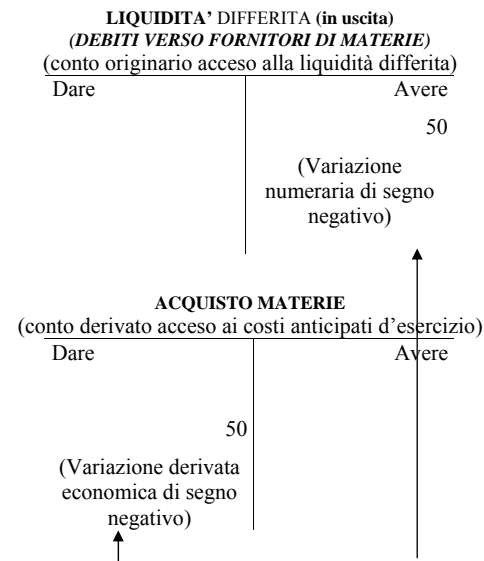 LIQUIDITA’ DIFFERITA (in uscita)
(DEBITI VERSO FORNITORI DI MATERIE)
(conto originario acceso alla liquidità differita)
Dare Avere
50
(Variazione
numeraria di segno
negativo)
ACQUISTO MATERIE
(conto derivato acceso ai costi anticipati d’esercizio)
Dare Avere
50
(Variazione derivata
economica di segno
negativo)